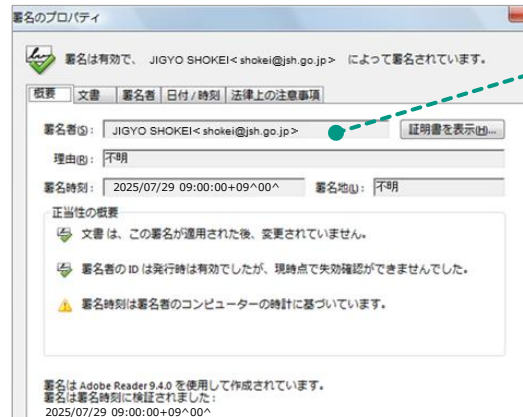 署名のプロパティ
署名は有効で、 JIGYO SHOKEI< shokei@jsh.go.jp> によって署名されています。
概要 文書 署名者 日付/時刻 法律上の注意事項
署名者(S): JIGYO SHOKEI< shokei@jsh.go.jp> 証明書を表示(H)...
理由(R): 不明
署名時刻: 2025/07/29 09:00:00+09^00^ 署名地(L): 不明
正当性の概要
文書 は、この署名が適用された後、変更されていません。
署名者の ID は発行時は有効でしたが、現時点で失効確認ができませんでした。
署名時刻は署名者のコンピューターの時計に基づいています。
署名は Adobe Reader 9.4.0 を使用して作成されています。
署名は署名時刻に検証されました:
2025/07/29 09:00:00+09^00^